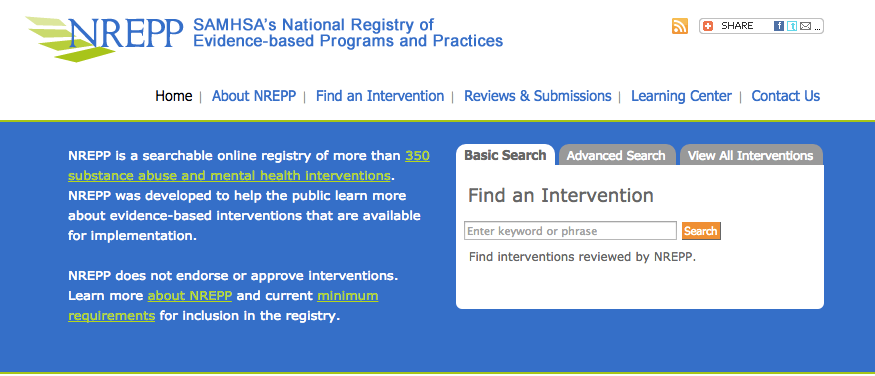 NREPP
SAMHSA's National Registry of
Evidence-based Programs and Practices
SHARE ...
Home | About NREPP | Find an Intervention | Reviews & Submissions | Learning Center | Contact Us
NREPP is a searchable online registry of more than 350
substance abuse and mental health interventions.
NREPP was developed to help the public learn more
about evidence-based interventions that are available
for implementation.
NREPP does not endorse or approve interventions.
Learn more about NREPP and current minimum
requirements for inclusion in the registry.
Basic Search
Advanced Search
View All Interventions
Find an Intervention
Enter keyword or phrase
Search
Find interventions reviewed by NREPP.